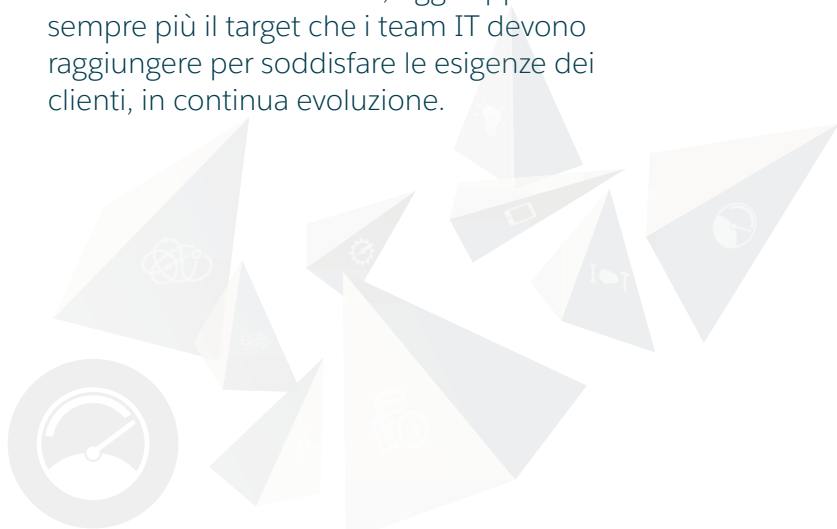 sempre più il target che i team IT devono
raggiungere per soddisfare le esigenze dei
clienti, in continua evoluzione.